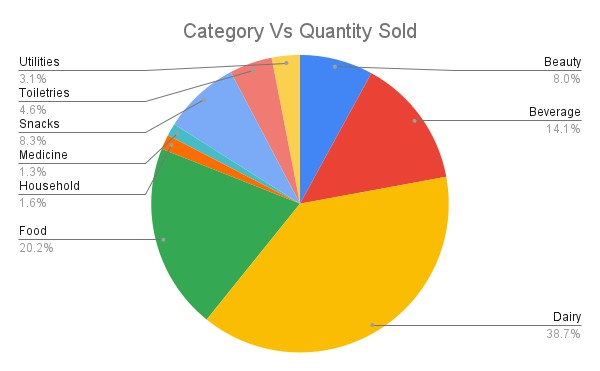 Category Vs Quantity Sold
Utilities
3.1%
Toiletries
4.6%
Snacks
8.3%
Medicine
1.3%
Household
1.6%
Food
20.2%
Beauty
8.0%
Beverage
14.1%
Dairy
38.7%